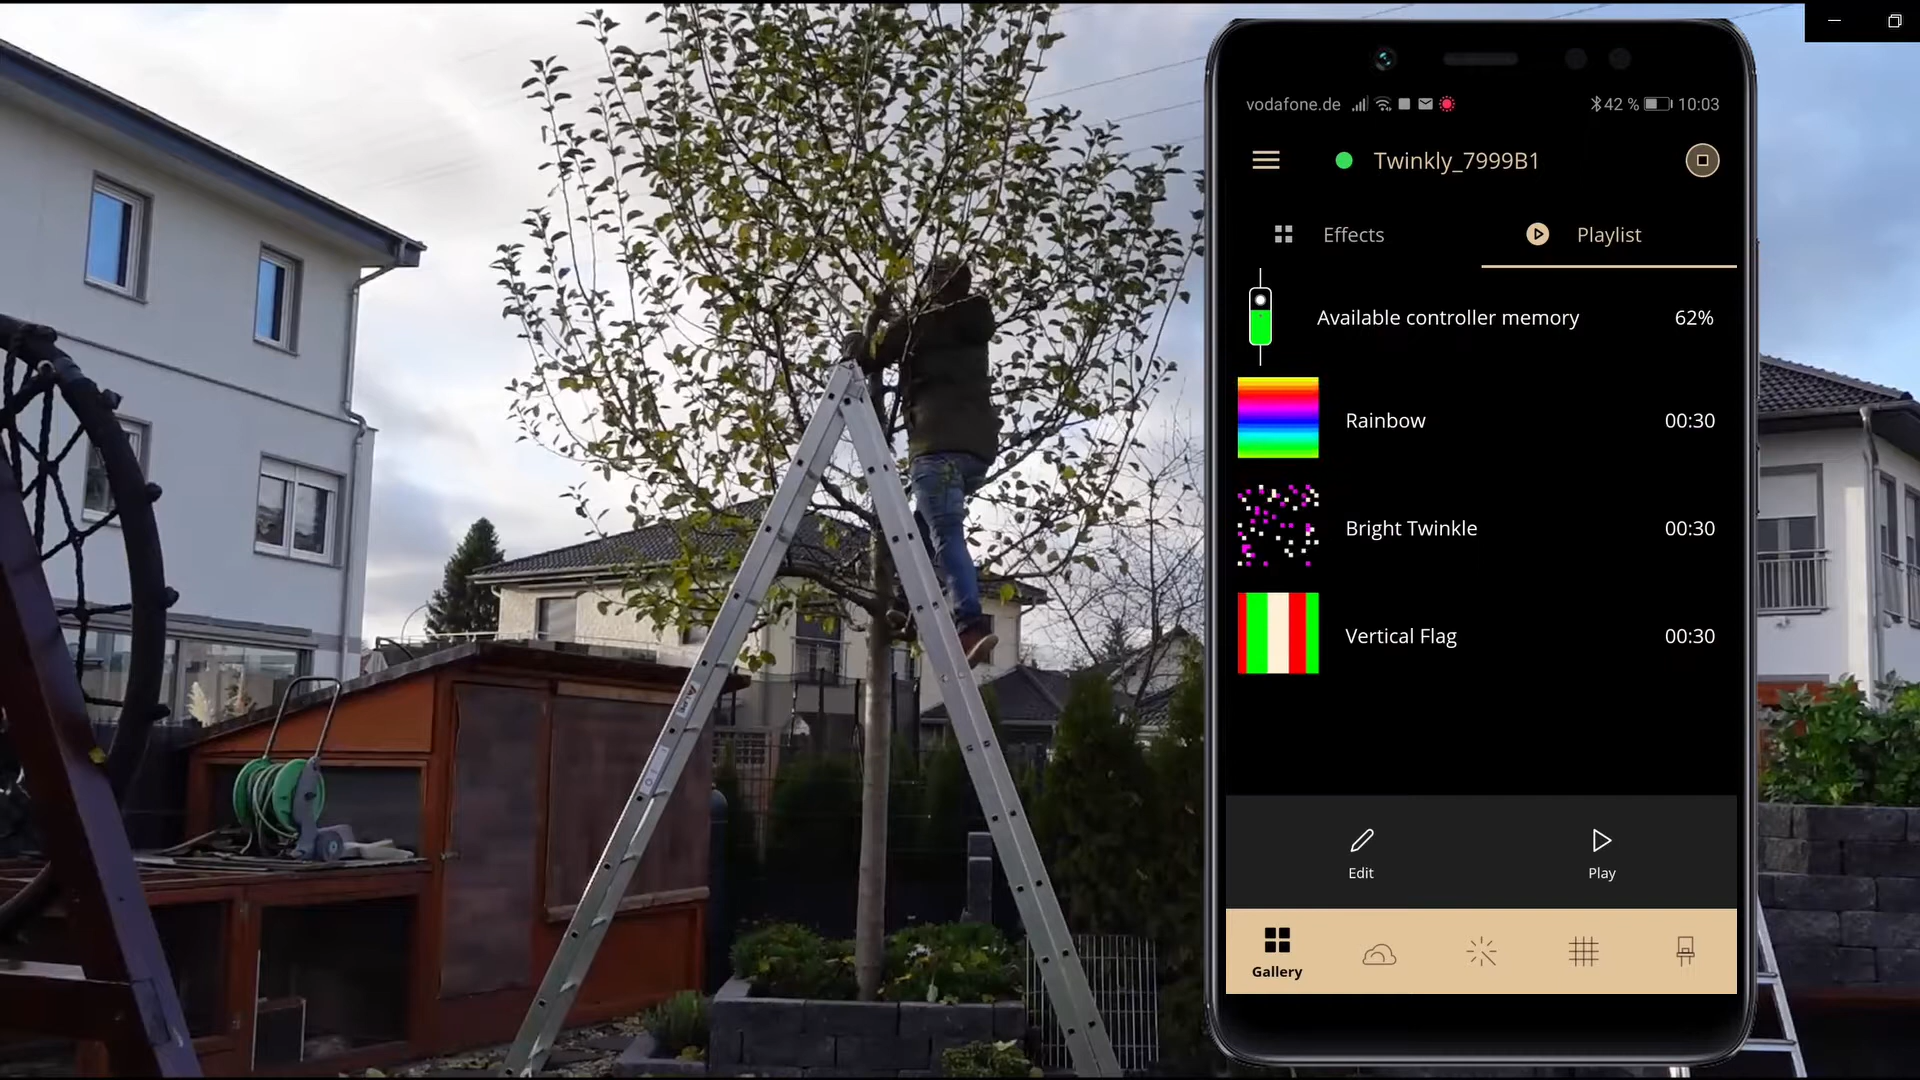 vodafone.de 42 % 10:03
Twinkly_7999B1
Effects Playlist
Available controller memory 62%
Rainbow 00:30
Bright Twinkle 00:30
Vertical Flag 00:30
Edit Play
Gallery